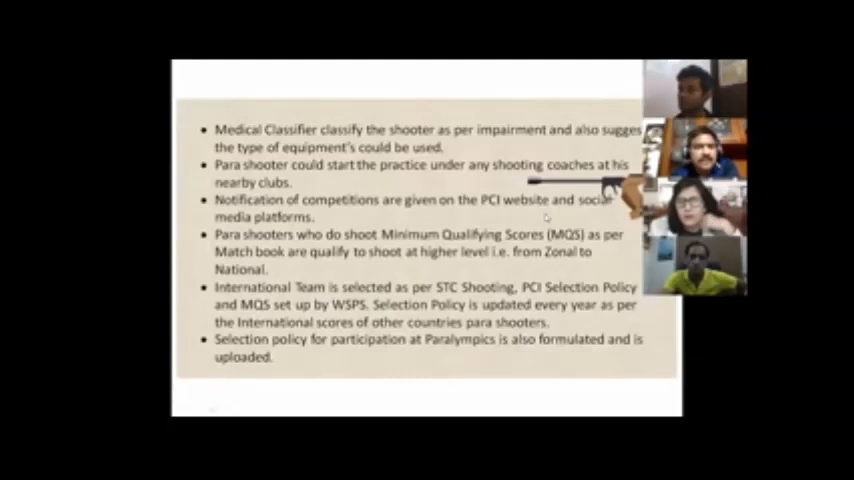 • Medical Classifier classify the shooter as per impairment and also sugges
the type of equipment's could be used.
• Para shooter could start the practice under any shooting coaches at his
nearby clubs.
• Notification of competitions are given on the PCI website and social
media platforms.
• Para shooters who do shoot Minimum Qualifying Scores (MQS) as per
Match book are qualify to shoot at higher level i.e. from Zonal to
National.
• International Team is selected as per STC Shooting, PCI Selection Policy
and MQS set up by WSPS. Selection Policy is updated every year as per
the International scores of other countries para shooters.
• Selection policy for participation at Paralympics is also formulated and is
uploaded.